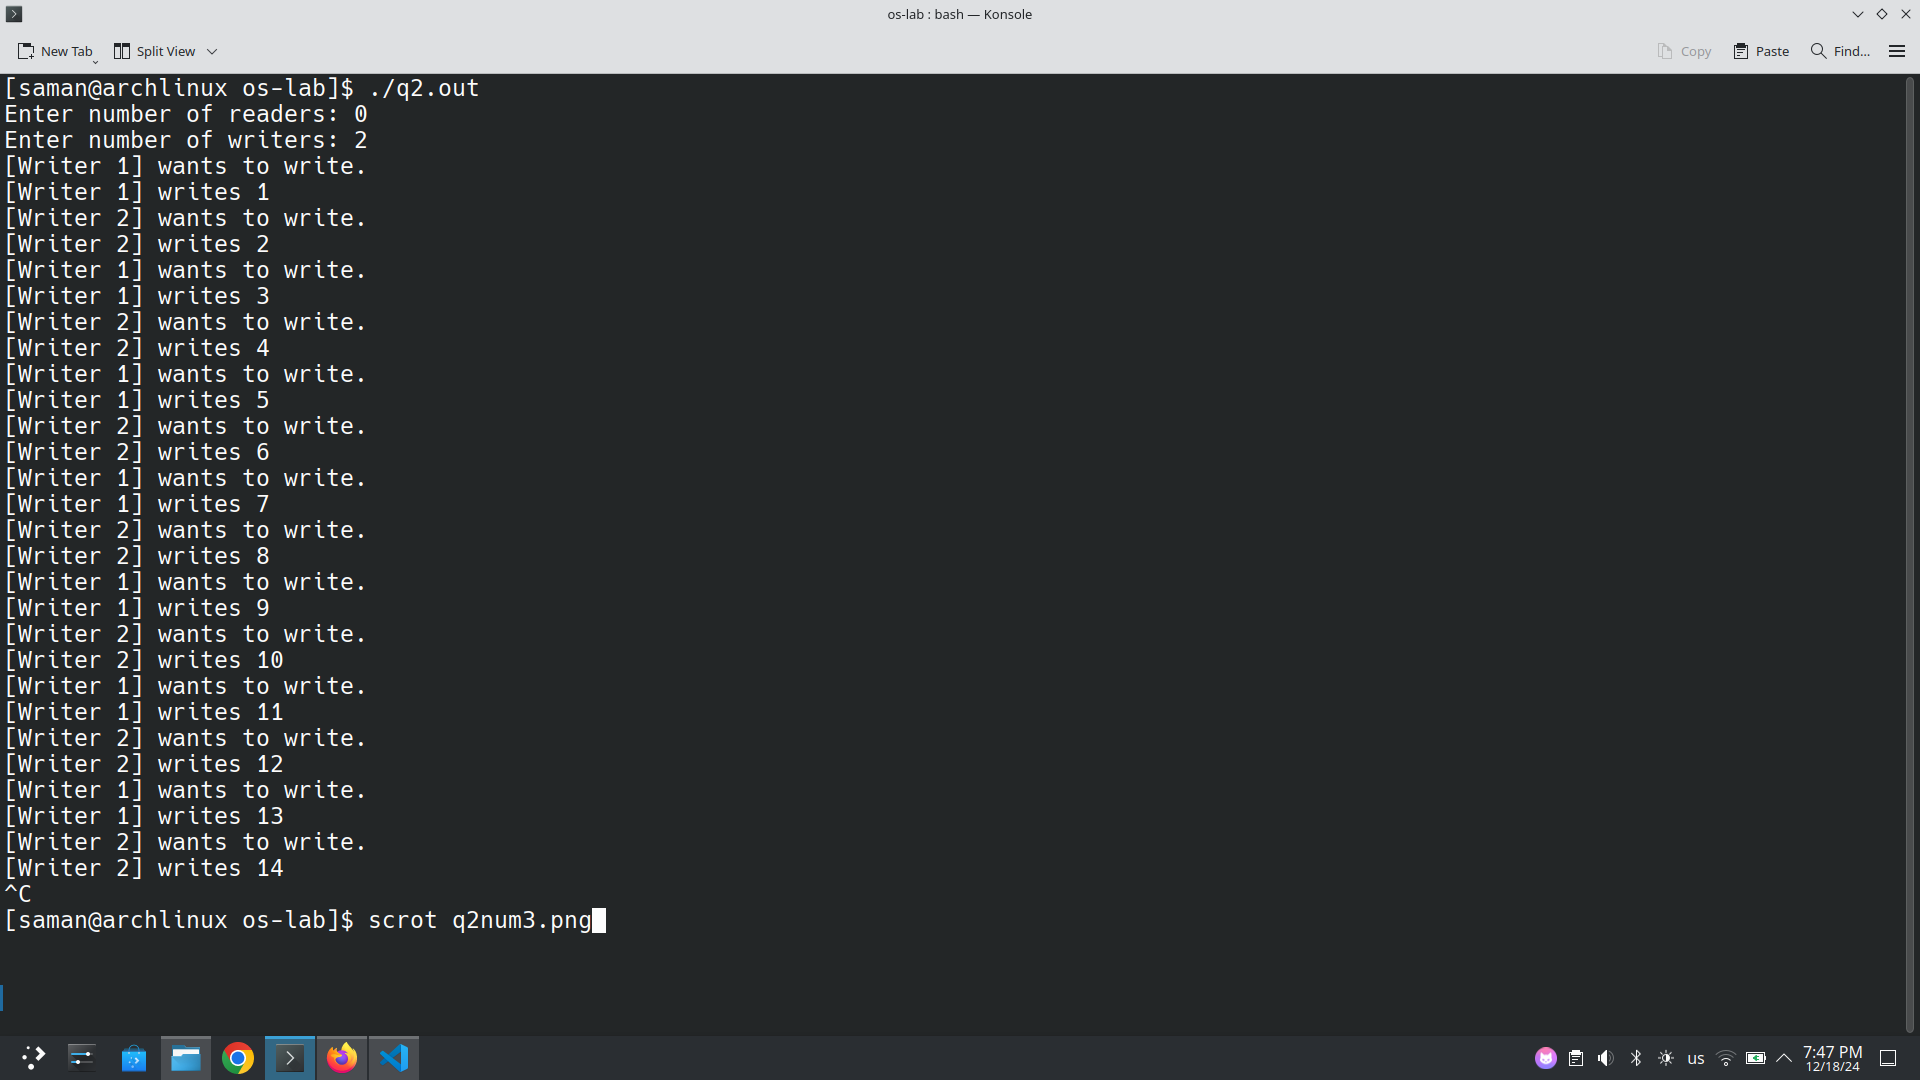 os-lab : bash — Konsole
New Tab Split View Copy Paste Find...
[saman@archlinux os-lab]$ ./q2.out
Enter number of readers: 0
Enter number of writers: 2
[Writer 1] wants to write.
[Writer 1] writes 1
[Writer 2] wants to write.
[Writer 2] writes 2
[Writer 1] wants to write.
[Writer 1] writes 3
[Writer 2] wants to write.
[Writer 2] writes 4
[Writer 1] wants to write.
[Writer 1] writes 5
[Writer 2] wants to write.
[Writer 2] writes 6
[Writer 1] wants to write.
[Writer 1] writes 7
[Writer 2] wants to write.
[Writer 2] writes 8
[Writer 1] wants to write.
[Writer 1] writes 9
[Writer 2] wants to write.
[Writer 2] writes 10
[Writer 1] wants to write.
[Writer 1] writes 11
[Writer 2] wants to write.
[Writer 2] writes 12
[Writer 1] wants to write.
[Writer 1] writes 13
[Writer 2] wants to write.
[Writer 2] writes 14
^C
[saman@archlinux os-lab]$ scrot q2num3.png
us 7:47 PM
12/18/24